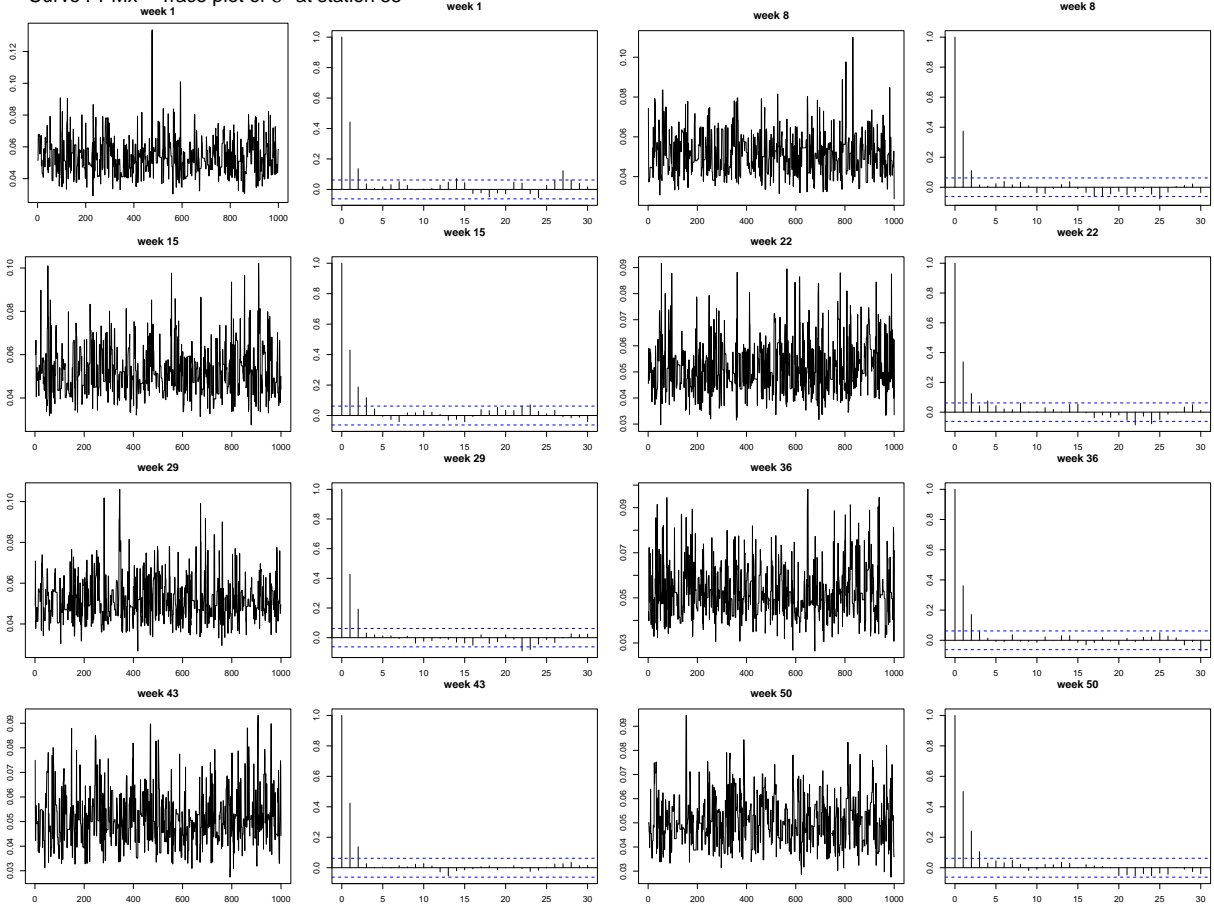 Trace plot of at station
week 1
week 1
week 8
week 8
0.04 0.06 0.08 0.10 0.12
0.0 0.2 0.4 0.6 0.8 1.0
0.04 0.06 0.08 0.10
0.0 0.2 0.4 0.6 0.8 1.0
0 200 400 600 800 1000
0 5 10 15 20 25 30
0 200 400 600 800 1000
0 5 10 15 20 25 30
week 15
week 15
week 22
week 22
0.04 0.06 0.08 0.10
0.0 0.2 0.4 0.6 0.8 1.0
0.03 0.04 0.05 0.06 0.07 0.08 0.09
0.0 0.2 0.4 0.6 0.8 1.0
0 200 400 600 800 1000
0 5 10 15 20 25 30
0 200 400 600 800 1000
0 5 10 15 20 25 30
week 29
week 29
week 36
week 36
0.04 0.06 0.08 0.10
0.0 0.2 0.4 0.6 0.8 1.0
0.03 0.05 0.07 0.09
0.0 0.2 0.4 0.6 0.8 1.0
0 200 400 600 800 1000
0 5 10 15 20 25 30
0 200 400 600 800 1000
0 5 10 15 20 25 30
week 43
week 43
week 50
week 50
0.03 0.04 0.05 0.06 0.07 0.08 0.09
0.0 0.2 0.4 0.6 0.8 1.0
0.03 0.04 0.05 0.06 0.07 0.08 0.09
0.0 0.2 0.4 0.6 0.8 1.0
0 200 400 600 800 1000
0 5 10 15 20 25 30
0 200 400 600 800 1000
0 5 10 15 20 25 30